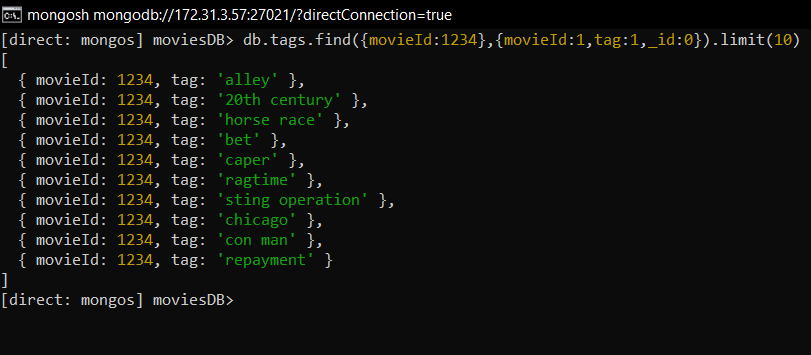 mongosh mongodb://172.31.3.57:27021/?directConnection=true
[direct: mongos] moviesDB> db.tags.find({movieId:1234},{movieId:1,tag:1,_id:0}).limit(10)
[
  { movieId: 1234, tag: 'alley' },
  { movieId: 1234, tag: '20th century' },
  { movieId: 1234, tag: 'horse race' },
  { movieId: 1234, tag: 'bet' },
  { movieId: 1234, tag: 'caper' },
  { movieId: 1234, tag: 'ragtime' },
  { movieId: 1234, tag: 'sting operation' },
  { movieId: 1234, tag: 'chicago' },
  { movieId: 1234, tag: 'con man' },
  { movieId: 1234, tag: 'repayment' }
]
[direct: mongos] moviesDB>